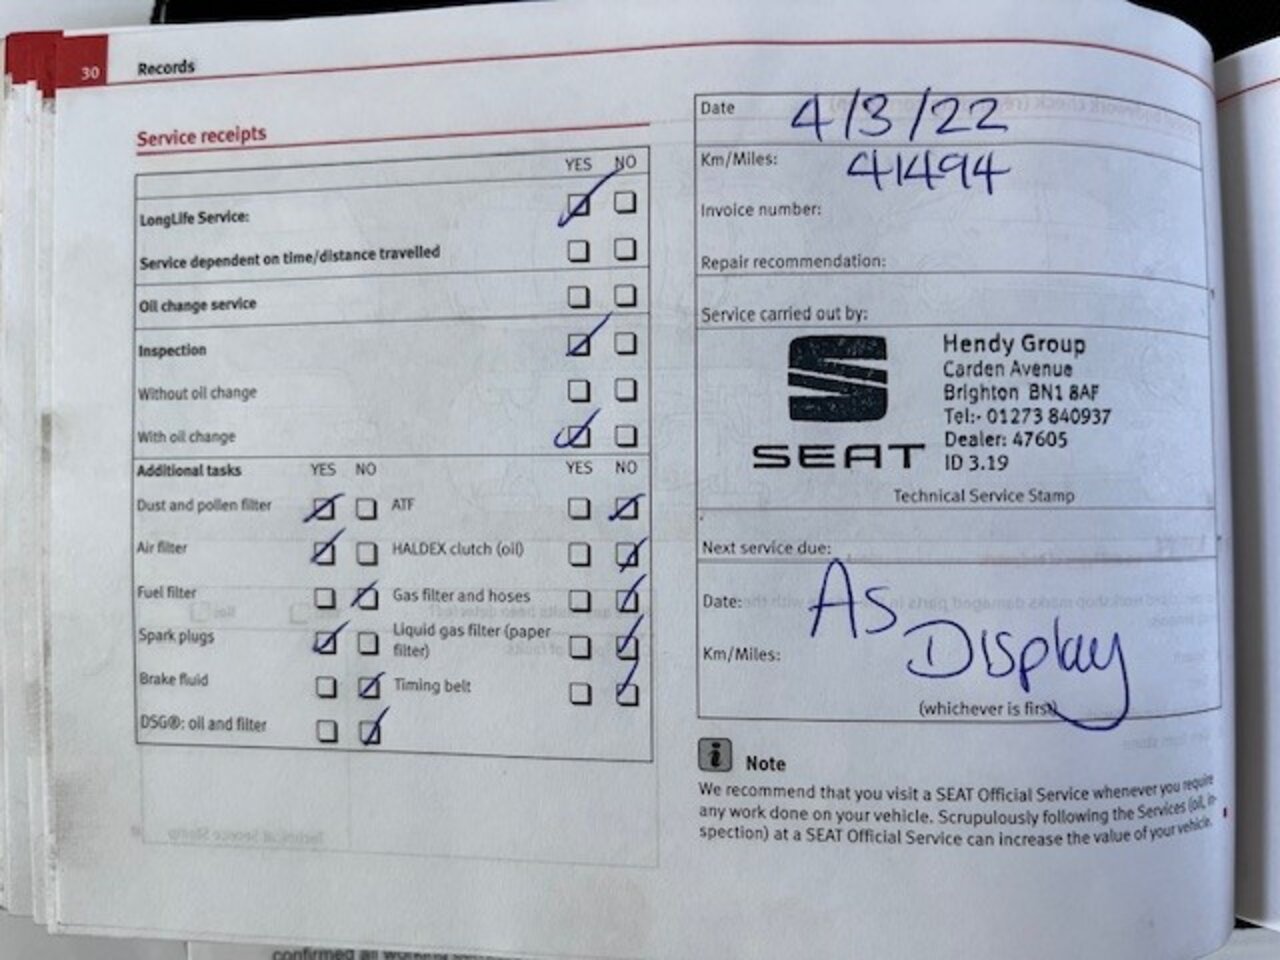 30 Records
Service receipts
YES NO
LongLife Service:
Service dependent on time/distance travelled
Oil change service
Inspection
Without oil change
With oil change
Additional tasks YES NO YES NO
Dust and pollen filter ATF
Air filter HALDEX clutch (oil)
Fuel filter Gas filter and hoses
Spark plugs Liquid gas filter (paper
filter)
Brake fluid Timing belt
DSG®: oil and filter
Date 4/3/22
Km/Miles: 41494
Invoice number:
Repair recommendation:
Service carried out by:
SEAT
Hendy Group
Carden Avenue
Brighton BN1 8AF
Tel:- 01273 840937
Dealer: 47605
ID 3.19
Technical Service Stamp
Next service due:
Date: As
Km/Miles: Display
(whichever is first)
i Note
We recommend that you visit a SEAT Official Service whenever you require
any work done on your vehicle. Scrupulously following the Services (oil, in-
spection) at a SEAT Official Service can increase the value of your vehicle.